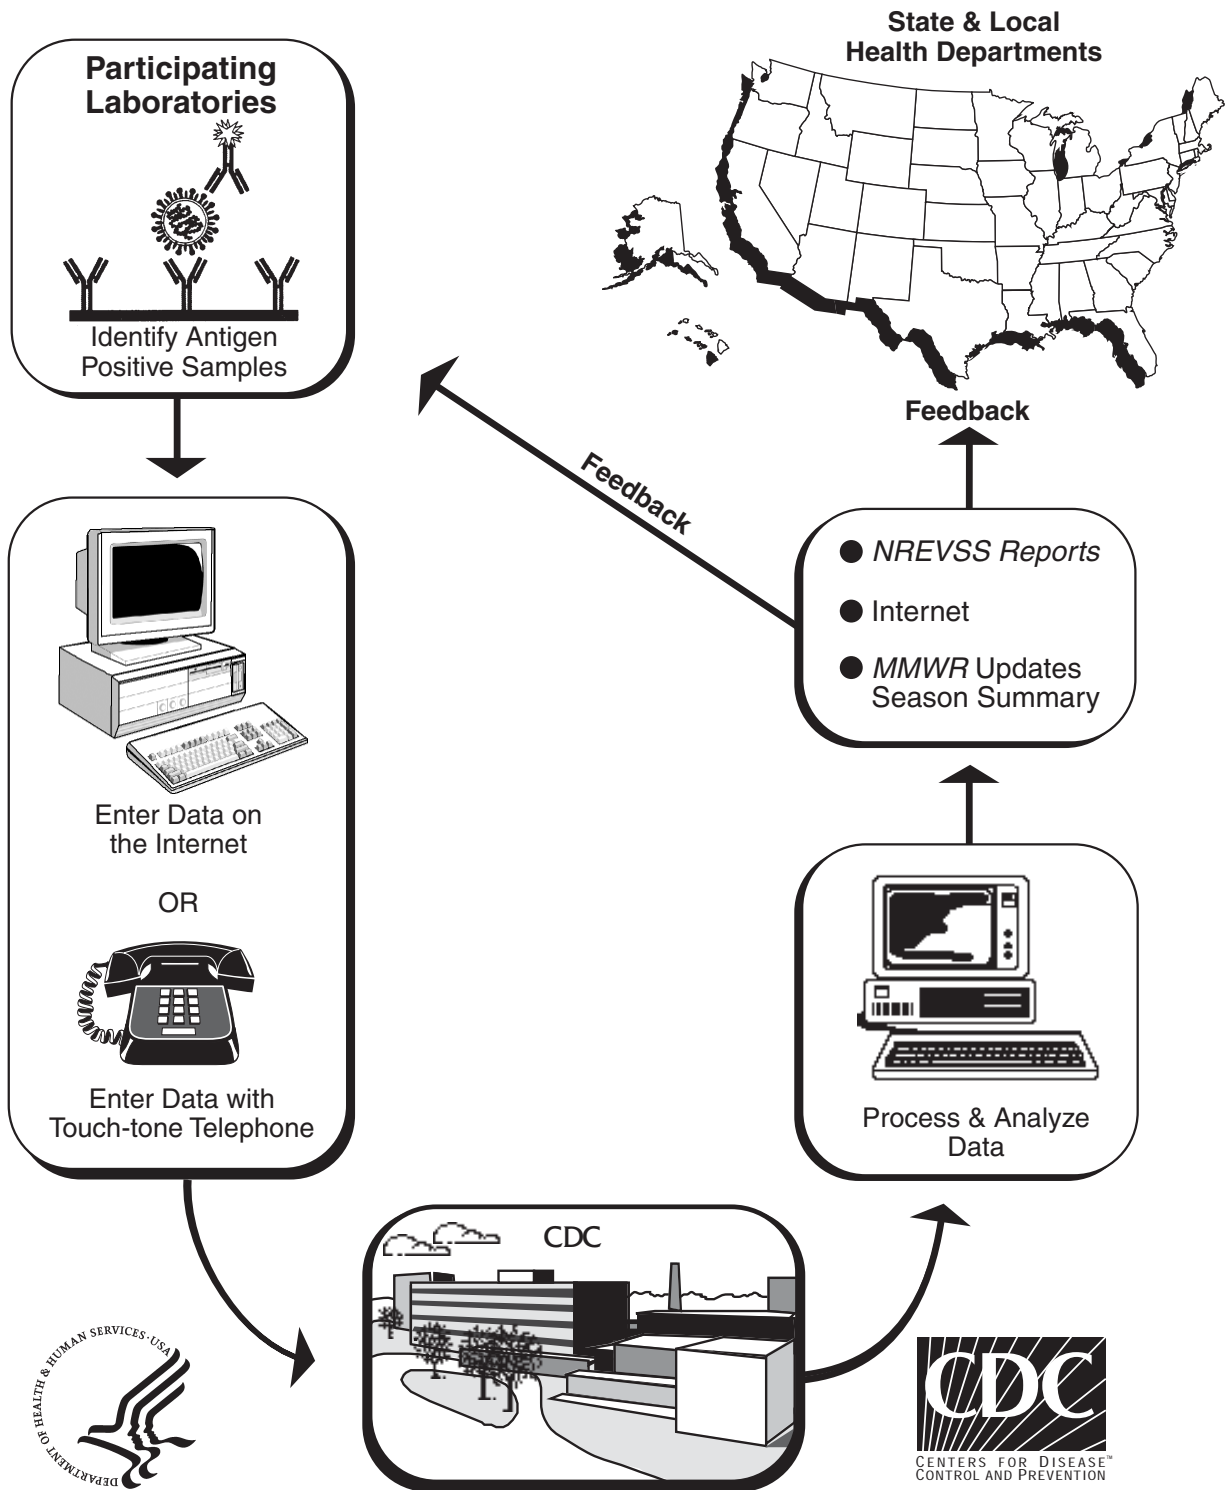 State & Local
Health Departments
Participating
Laboratories
Identify Antigen
Positive Samples
Feedback
Feedback
● NREVSS Reports
● Internet
● MMWR Updates
Season Summary
Enter Data on
the Internet
OR
Enter Data with
Touch-tone Telephone
Process & Analyze
Data
CDC
DEPARTMENT OF HEALTH & HUMAN SERVICES · USA
CDC
CENTERS FOR DISEASE™
CONTROL AND PREVENTION